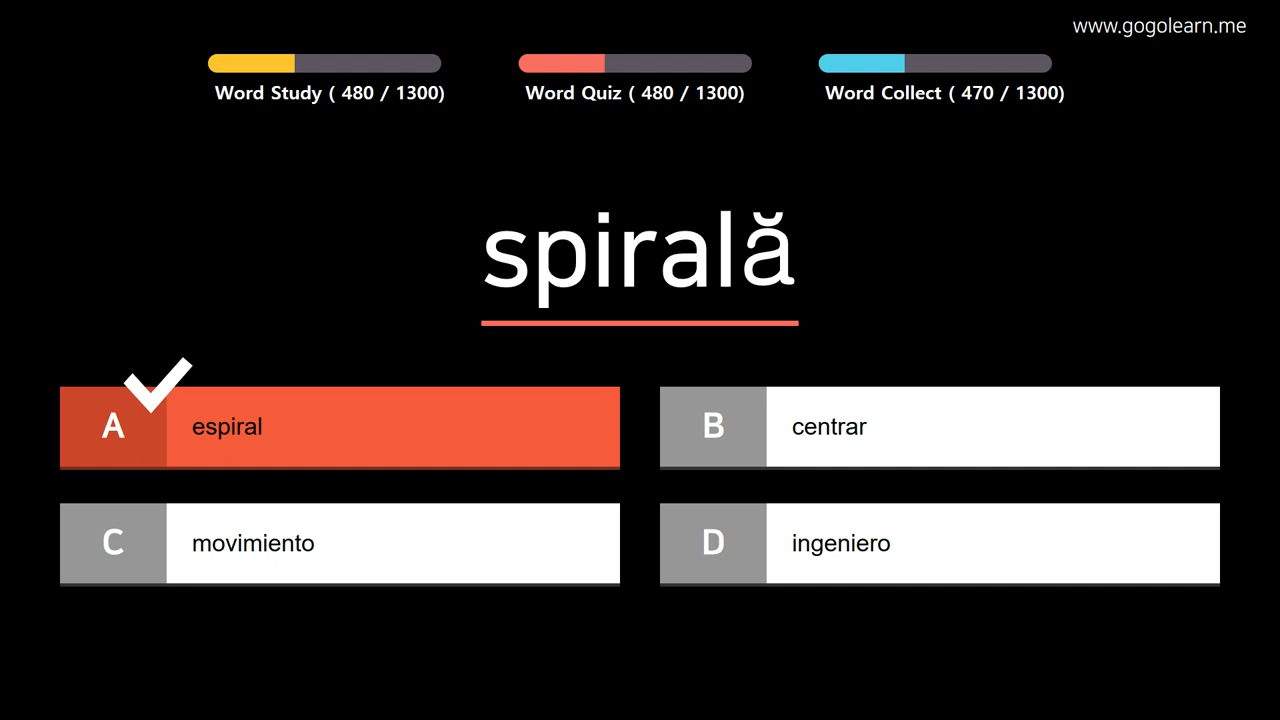 www.gogolearn.me
Word Study ( 480 / 1300)
Word Quiz ( 480 / 1300)
Word Collect ( 470 / 1300)
spirală
A espiral
B centrar
C movimiento
D ingeniero